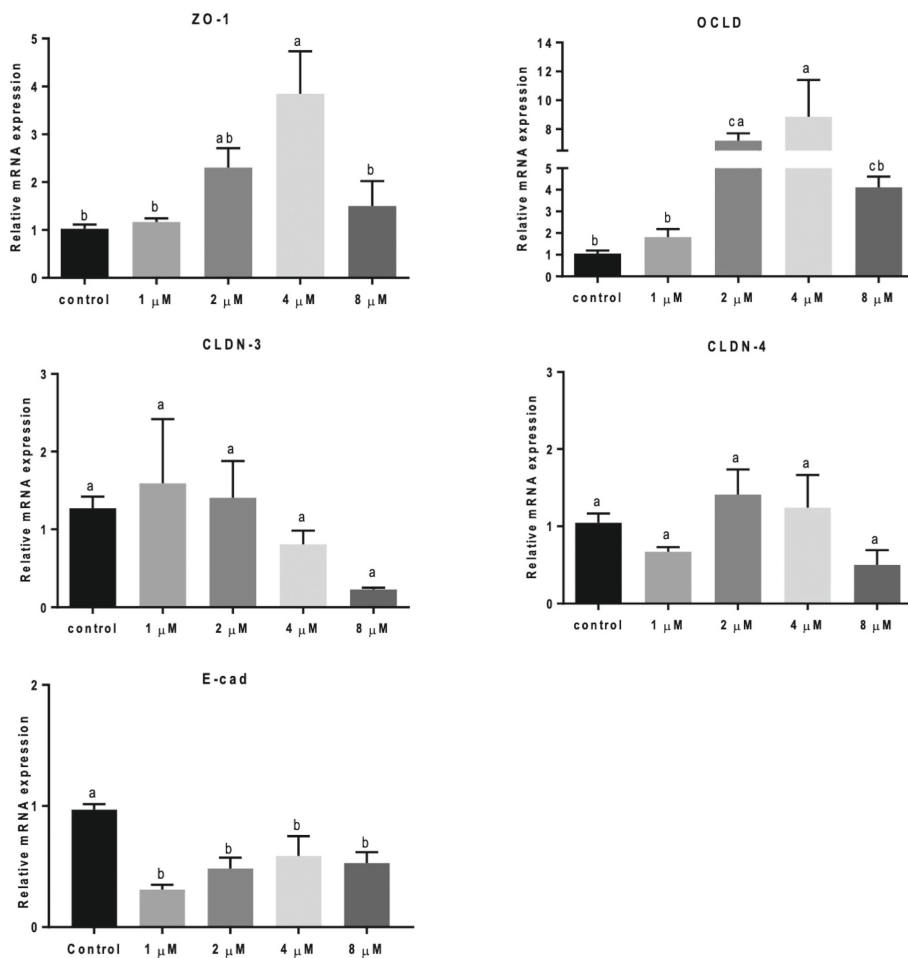 ZO-1
Relative mRNA expression
5
4
3
2
1
0
b
b
ab
a
b
control
1 μM
2 μM
4 μM
8 μM
OCLD
Relative mRNA expression
14
12
10
8
6
5
4
3
2
1
0
b
b
ca
a
cb
control
1 μM
2 μM
4 μM
8 μM
CLDN-3
Relative mRNA expression
3
2
1
0
a
a
a
a
a
control
1 μM
2 μM
4 μM
8 μM
CLDN-4
Relative mRNA expression
3
2
1
0
a
a
a
a
a
control
1 μM
2 μM
4 μM
8 μM
E-cad
Relative mRNA expression
2
1
0
a
b
b
b
b
Control
1 μM
2 μM
4 μM
8 μM